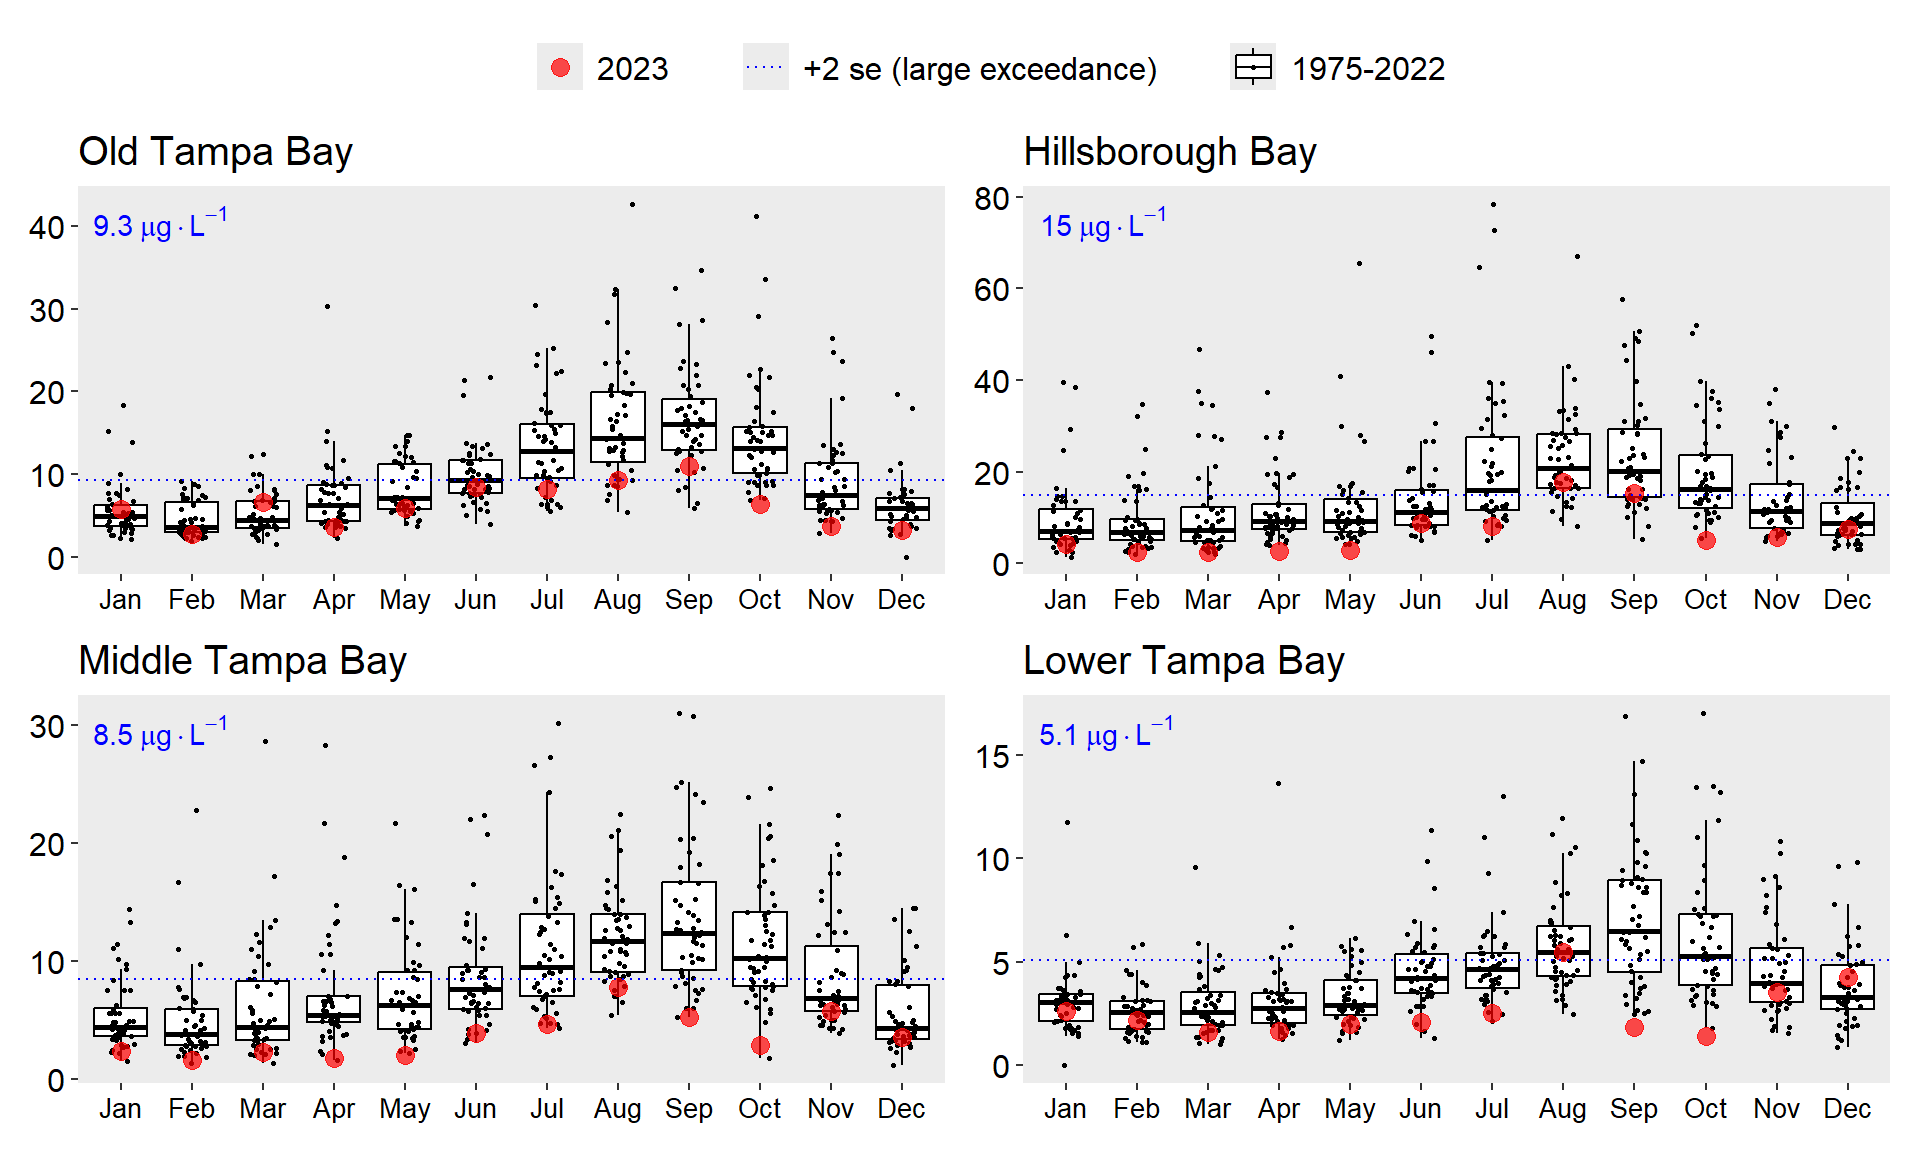 2023 +2 se (large exceedance) 1975-2022
Old Tampa Bay
9.3 μg·L⁻¹
40
30
20
10
0
Jan Feb Mar Apr May Jun Jul Aug Sep Oct Nov Dec
Hillsborough Bay
15 μg·L⁻¹
80
60
40
20
0
Jan Feb Mar Apr May Jun Jul Aug Sep Oct Nov Dec
Middle Tampa Bay
8.5 μg·L⁻¹
30
20
10
0
Jan Feb Mar Apr May Jun Jul Aug Sep Oct Nov Dec
Lower Tampa Bay
5.1 μg·L⁻¹
15
10
5
0
Jan Feb Mar Apr May Jun Jul Aug Sep Oct Nov Dec